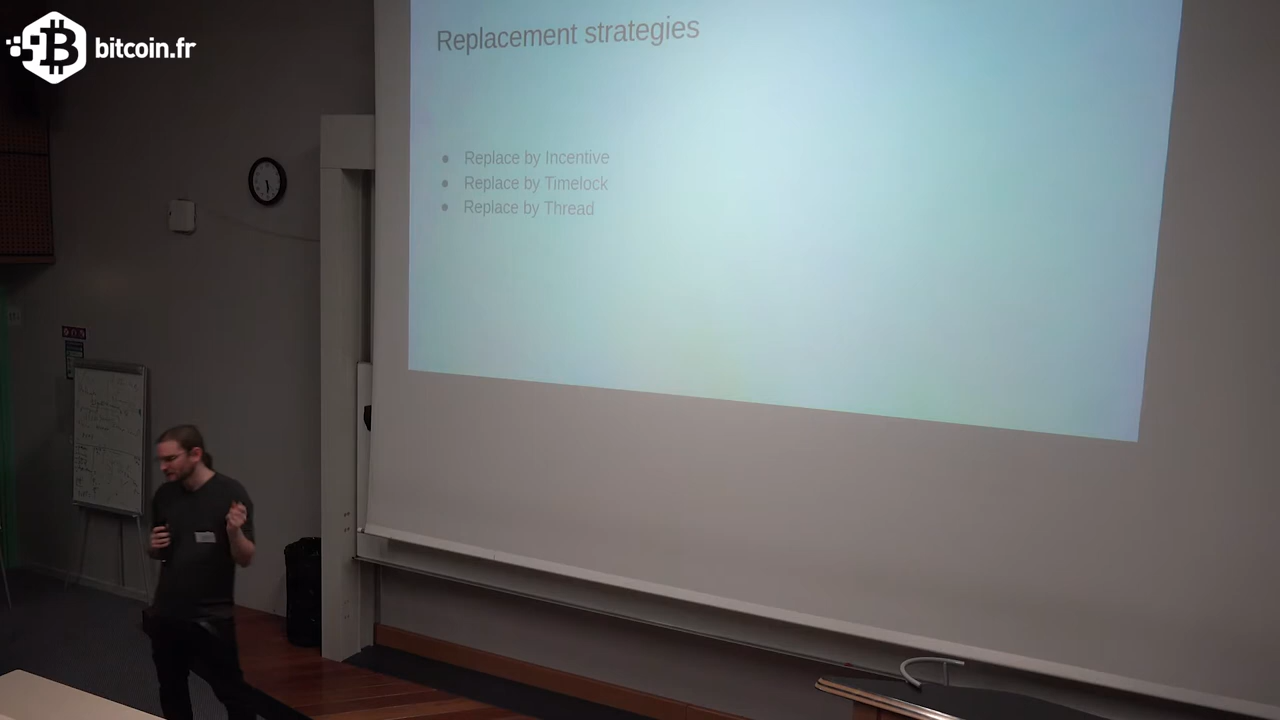 bitcoin.fr
Replacement strategies
● Replace by Incentive
● Replace by Timelock
● Replace by Thread